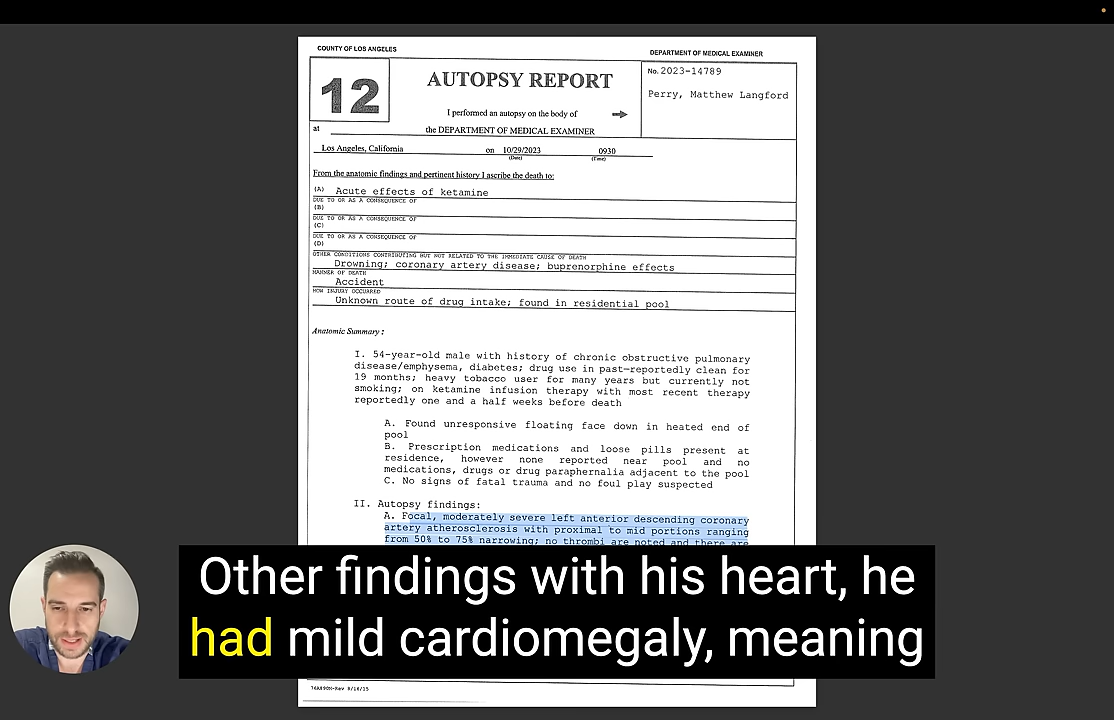 COUNTY OF LOS ANGELES
DEPARTMENT OF MEDICAL EXAMINER
12
AUTOPSY REPORT
No. 2023-14789
Perry, Matthew Langford
I performed an autopsy on the body of
at
the DEPARTMENT OF MEDICAL EXAMINER
Los Angeles, California on 10/29/2023 0930
(Date) (Time)
From the anatomic findings and pertinent history I ascribe the death to:
(A) Acute effects of ketamine
DUE TO OR AS A CONSEQUENCE OF
(B)
DUE TO OR AS A CONSEQUENCE OF
(C)
DUE TO OR AS A CONSEQUENCE OF
(D)
OTHER CONDITIONS CONTRIBUTING BUT NOT RELATED TO THE IMMEDIATE CAUSE OF DEATH
Drowning; coronary artery disease; buprenorphine effects
MANNER OF DEATH
Accident
HOW INJURY OCCURRED
Unknown route of drug intake; found in residential pool
Anatomic Summary:
I. 54-year-old male with history of chronic obstructive pulmonary
disease/emphysema, diabetes; drug use in past—reportedly clean for
19 months; heavy tobacco user for many years but currently not
smoking; on ketamine infusion therapy with most recent therapy
reportedly one and a half weeks before death
A. Found unresponsive floating face down in heated end of
pool
B. Prescription medications and loose pills present at
residence, however none reported near pool and no
medications, drugs or drug paraphernalia adjacent to the pool
C. No signs of fatal trauma and no foul play suspected
II. Autopsy findings:
A. Focal, moderately severe left anterior descending coronary
artery atherosclerosis with proximal to mid portions ranging
from 50% to 75% narrowing; no thrombi are noted and there are
Other findings with his heart, he
had mild cardiomegaly, meaning